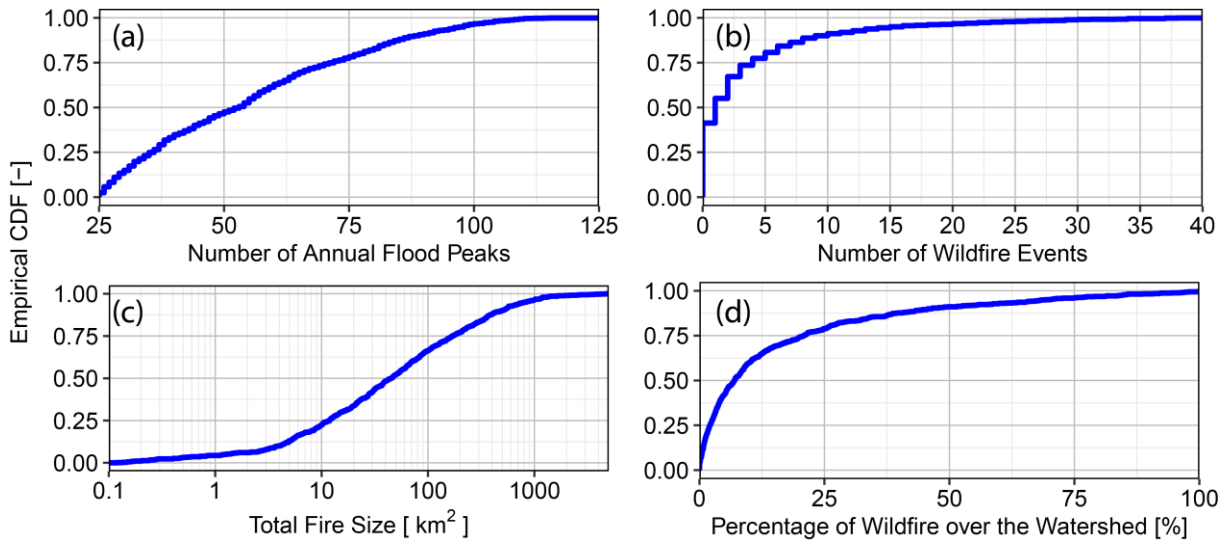 Empirical CDF [−]
(a)
1.00
0.75
0.50
0.25
0.00
25 50 75 100 125
Number of Annual Flood Peaks
(b)
1.00
0.75
0.50
0.25
0.00
0 5 10 15 20 25 30 35 40
Number of Wildfire Events
(c)
1.00
0.75
0.50
0.25
0.00
0.1 1 10 100 1000
Total Fire Size [ km² ]
(d)
1.00
0.75
0.50
0.25
0.00
0 25 50 75 100
Percentage of Wildfire over the Watershed [%]